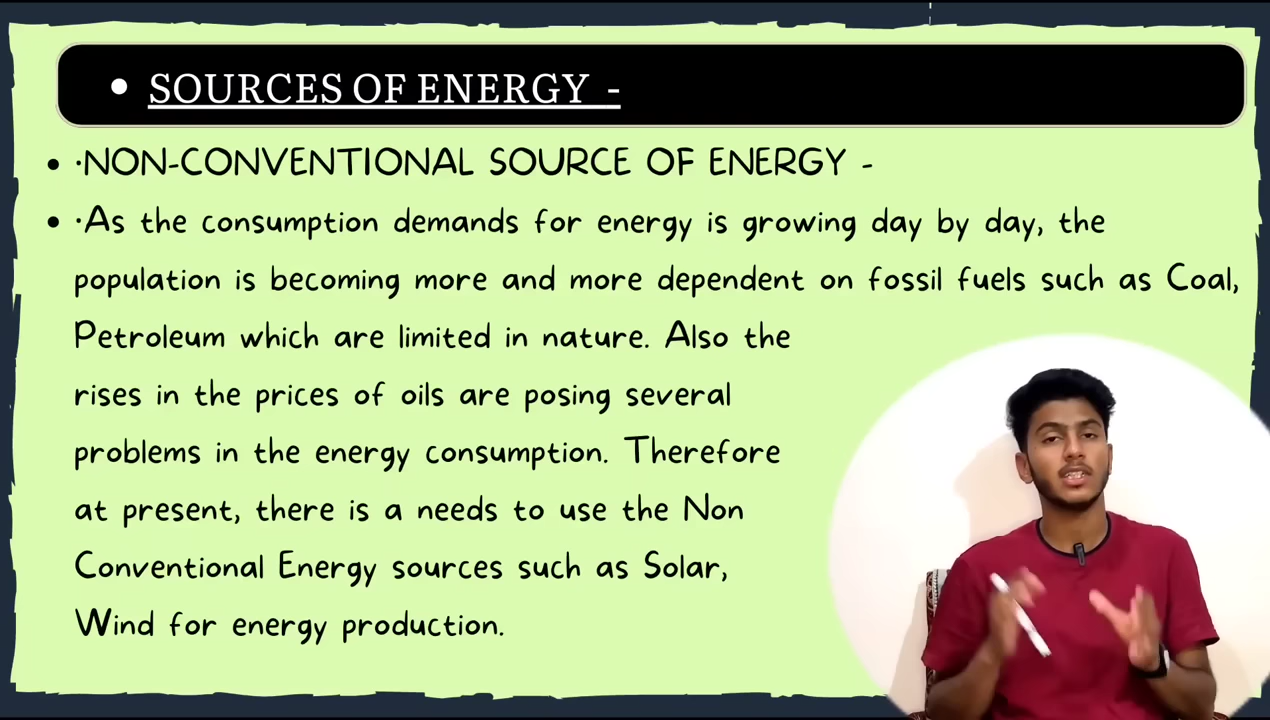 • SOURCES OF ENERGY -
• ·NON-CONVENTIONAL SOURCE OF ENERGY -
• ·As the consumption demands for energy is growing day by day, the
population is becoming more and more dependent on fossil fuels such as Coal,
Petroleum which are limited in nature. Also the
rises in the prices of oils are posing several
problems in the energy consumption. Therefore
at present, there is a needs to use the Non
Conventional Energy sources such as Solar,
Wind for energy production.